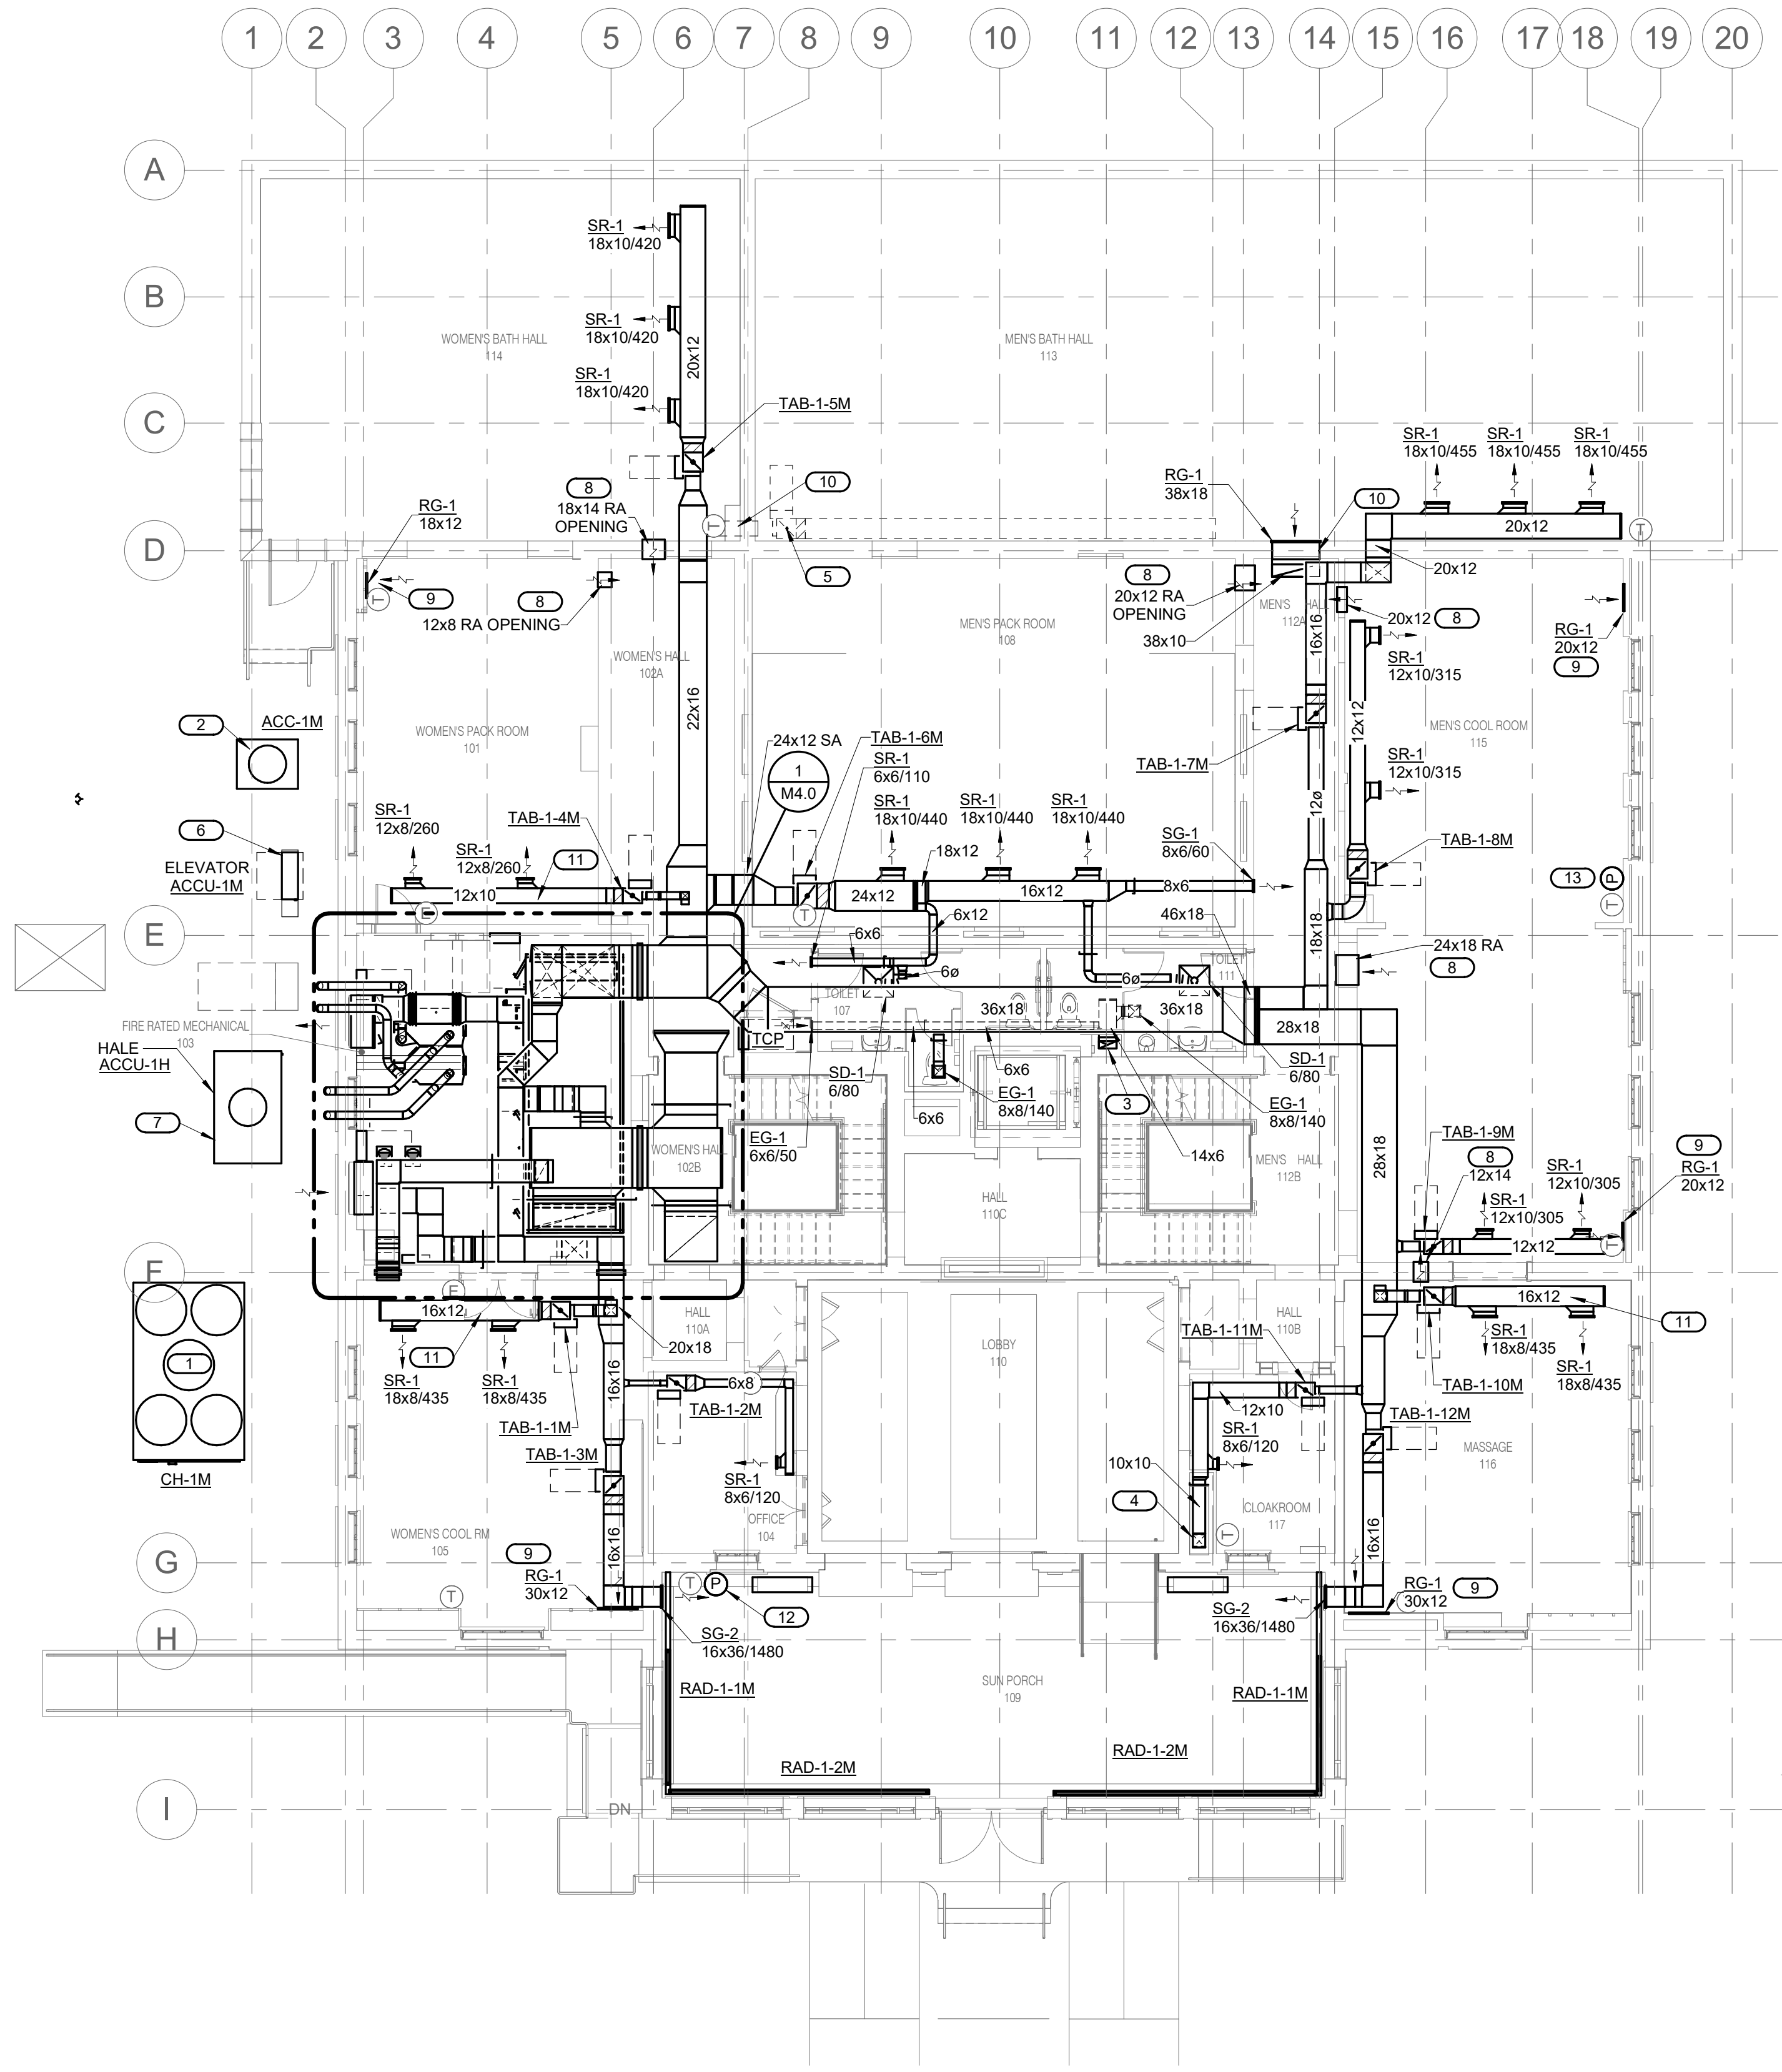 1 2 3 4 5 6 7 8 9 10 11 12 13 14 15 16 17 18 19 20
A
B
C
D
E
F
G
H
I
SR-1
18x10/420
SR-1
18x10/420
SR-1
18x10/420
20x12
WOMEN'S BATH HALL
114
MEN'S BATH HALL
113
TAB-1-5M
10
8
18x14 RA
OPENING
RG-1
18x12
9
8
12x8 RA OPENING
5
RG-1
38x18
10
SR-1
18x10/455
SR-1
18x10/455
SR-1
18x10/455
20x12
T
T
T
20x12
8
20x12 RA
OPENING
38x10
MEN'S HALL
112A
20x12
8
RG-1
20x12
9
WOMEN'S HALL
102A
MEN'S PACK ROOM
108
16x16
SR-1
12x10/315
12x12
MEN'S COOL ROOM
115
SR-1
12x10/315
TAB-1-7M
12ø
TAB-1-8M
22x16
WOMEN'S PACK ROOM
101
2
ACC-1M
6
ELEVATOR
ACCU-1M
24x12 SA
1
M4.0
TAB-1-6M
SR-1
6x6/110
SR-1
18x10/440
SR-1
18x10/440
SR-1
18x10/440
SG-1
8x6/60
SR-1
12x8/260
TAB-1-4M
SR-1
12x8/260
11
12x10
E
18x12
24x12
16x12
8x6
T
6x12
6x6
6ø
6ø
46x18
18x18
13
P
T
24x18 RA
8
TOILET
107
TOILET
111
36x18
36x18
28x18
TCP
FIRE RATED MECHANICAL
103
HALE
ACCU-1H
7
SD-1
6/80
6x6
6x6
EG-1
8x8/140
3
SD-1
6/80
EG-1
8x8/140
EG-1
6x6/50
14x6
WOMEN'S HALL
102B
MEN'S HALL
112B
HALL
110C
28x18
TAB-1-9M
8
12x14
SR-1
12x10/305
SR-1
12x10/305
9
RG-1
20x12
12x12
T
E
16x12
20x18
HALL
110A
LOBBY
110
HALL
110B
16x12
11
11
SR-1
18x8/435
SR-1
18x8/435
TAB-1-1M
16x16
6x8
TAB-1-2M
TAB-1-3M
TAB-1-11M
12x10
SR-1
8x6/120
10x10
4
CLOAKROOM
117
T
SR-1
18x8/435
SR-1
18x8/435
TAB-1-10M
TAB-1-12M
MASSAGE
116
1
CH-1M
SR-1
8x6/120
OFFICE
104
WOMEN'S COOL RM
105
16x16
16x16
9
RG-1
30x12
T
T
P
12
SG-2
16x36/1480
SG-2
16x36/1480
RG-1
30x12
9
RAD-1-1M
SUN PORCH
109
RAD-1-1M
RAD-1-2M
RAD-1-2M
DN